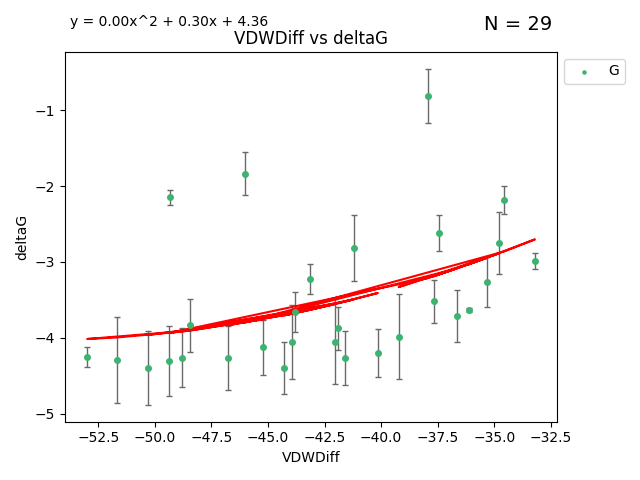 y = 0.00x^2 + 0.30x + 4.36
N = 29
VDWDiff vs deltaG
G
deltaG
−1
−2
−3
−4
−5
−52.5 −50.0 −47.5 −45.0 −42.5 −40.0 −37.5 −35.0 −32.5
VDWDiff